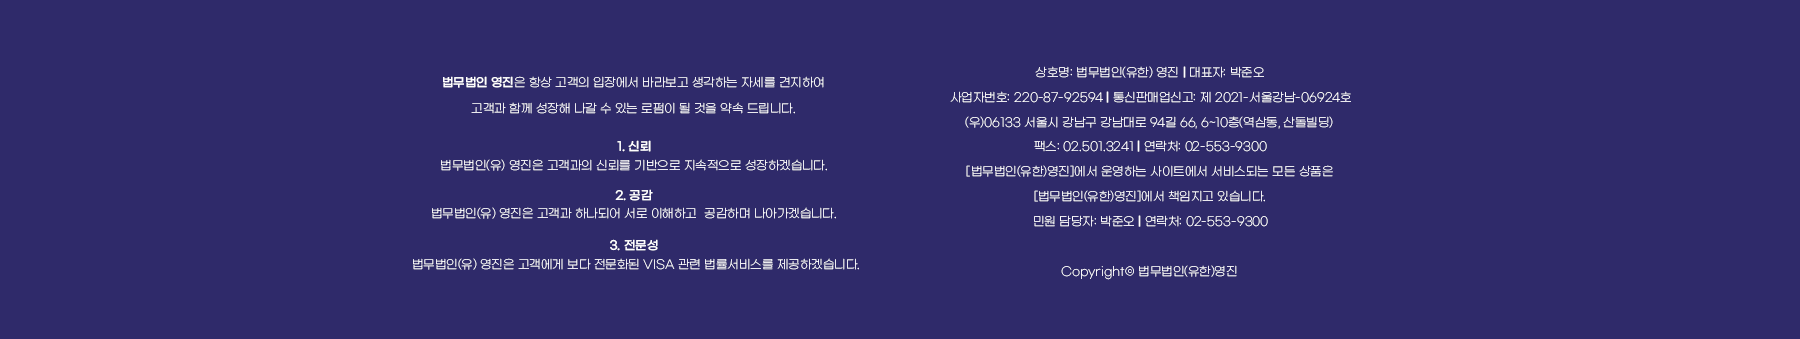 법무법인 영진은 항상 고객의 입장에서 바라보고 생각하는 자세를 견지하여
고객과 함께 성장해 나갈 수 있는 로펌이 될 것을 약속 드립니다.
1. 신뢰
법무법인(유) 영진은 고객과의 신뢰를 기반으로 지속적으로 성장하겠습니다.
2. 공감
법무법인(유) 영진은 고객과 하나되어 서로 이해하고 공감하며 나아가겠습니다.
3. 전문성
법무법인(유) 영진은 고객에게 보다 전문화된 VISA 관련 법률서비스를 제공하겠습니다.
상호명: 법무법인(유한) 영진 | 대표자: 박준오
사업자번호: 220-87-92594 | 통신판매업신고: 제 2021-서울강남-06924호
(우)06133 서울시 강남구 강남대로 94길 66, 6~10층(역삼동, 산돌빌딩)
팩스: 02.501.3241 | 연락처: 02-553-9300
[법무법인(유한)영진]에서 운영하는 사이트에서 서비스되는 모든 상품은
[법무법인(유한)영진]에서 책임지고 있습니다.
민원 담당자: 박준오 | 연락처: 02-553-9300
Copyright© 법무법인(유한)영진